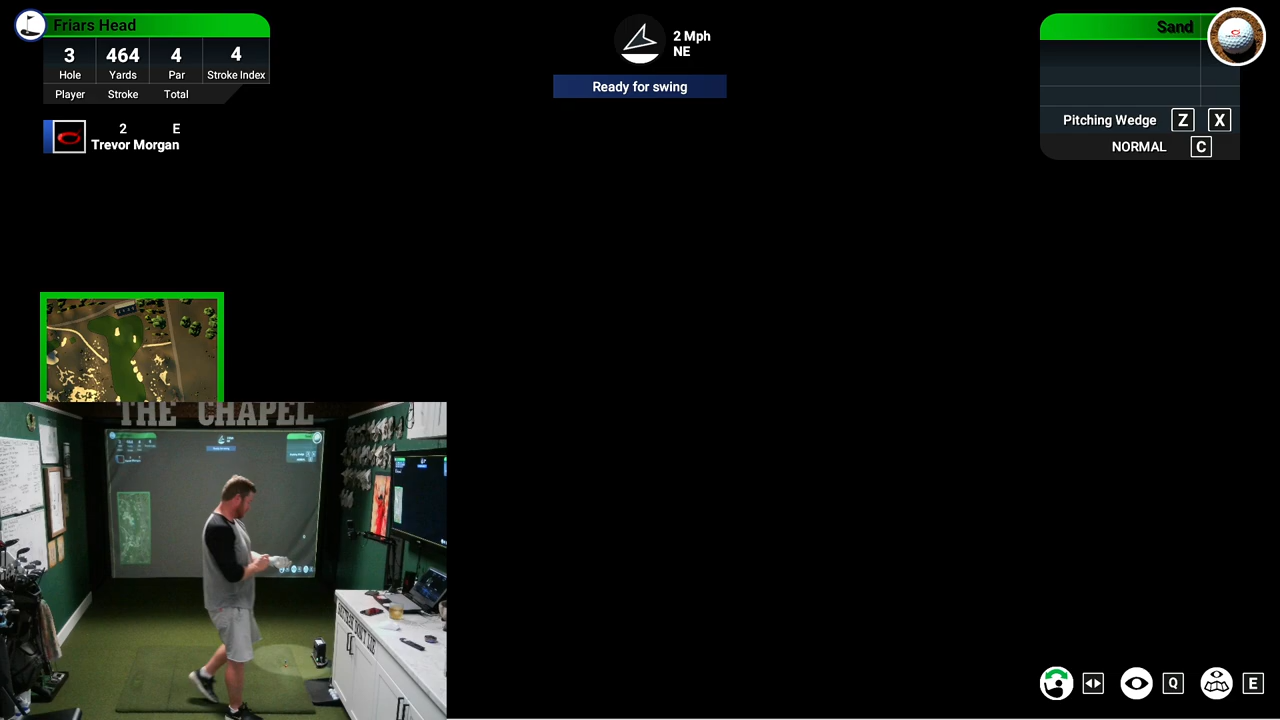 Friars Head
3 464 4 4
Hole Yards Par Stroke Index
Player Stroke Total
2 E
Trevor Morgan
2 Mph
NE
Ready for swing
Sand
Pitching Wedge Z X
NORMAL C
THE CHAPEL
Q E